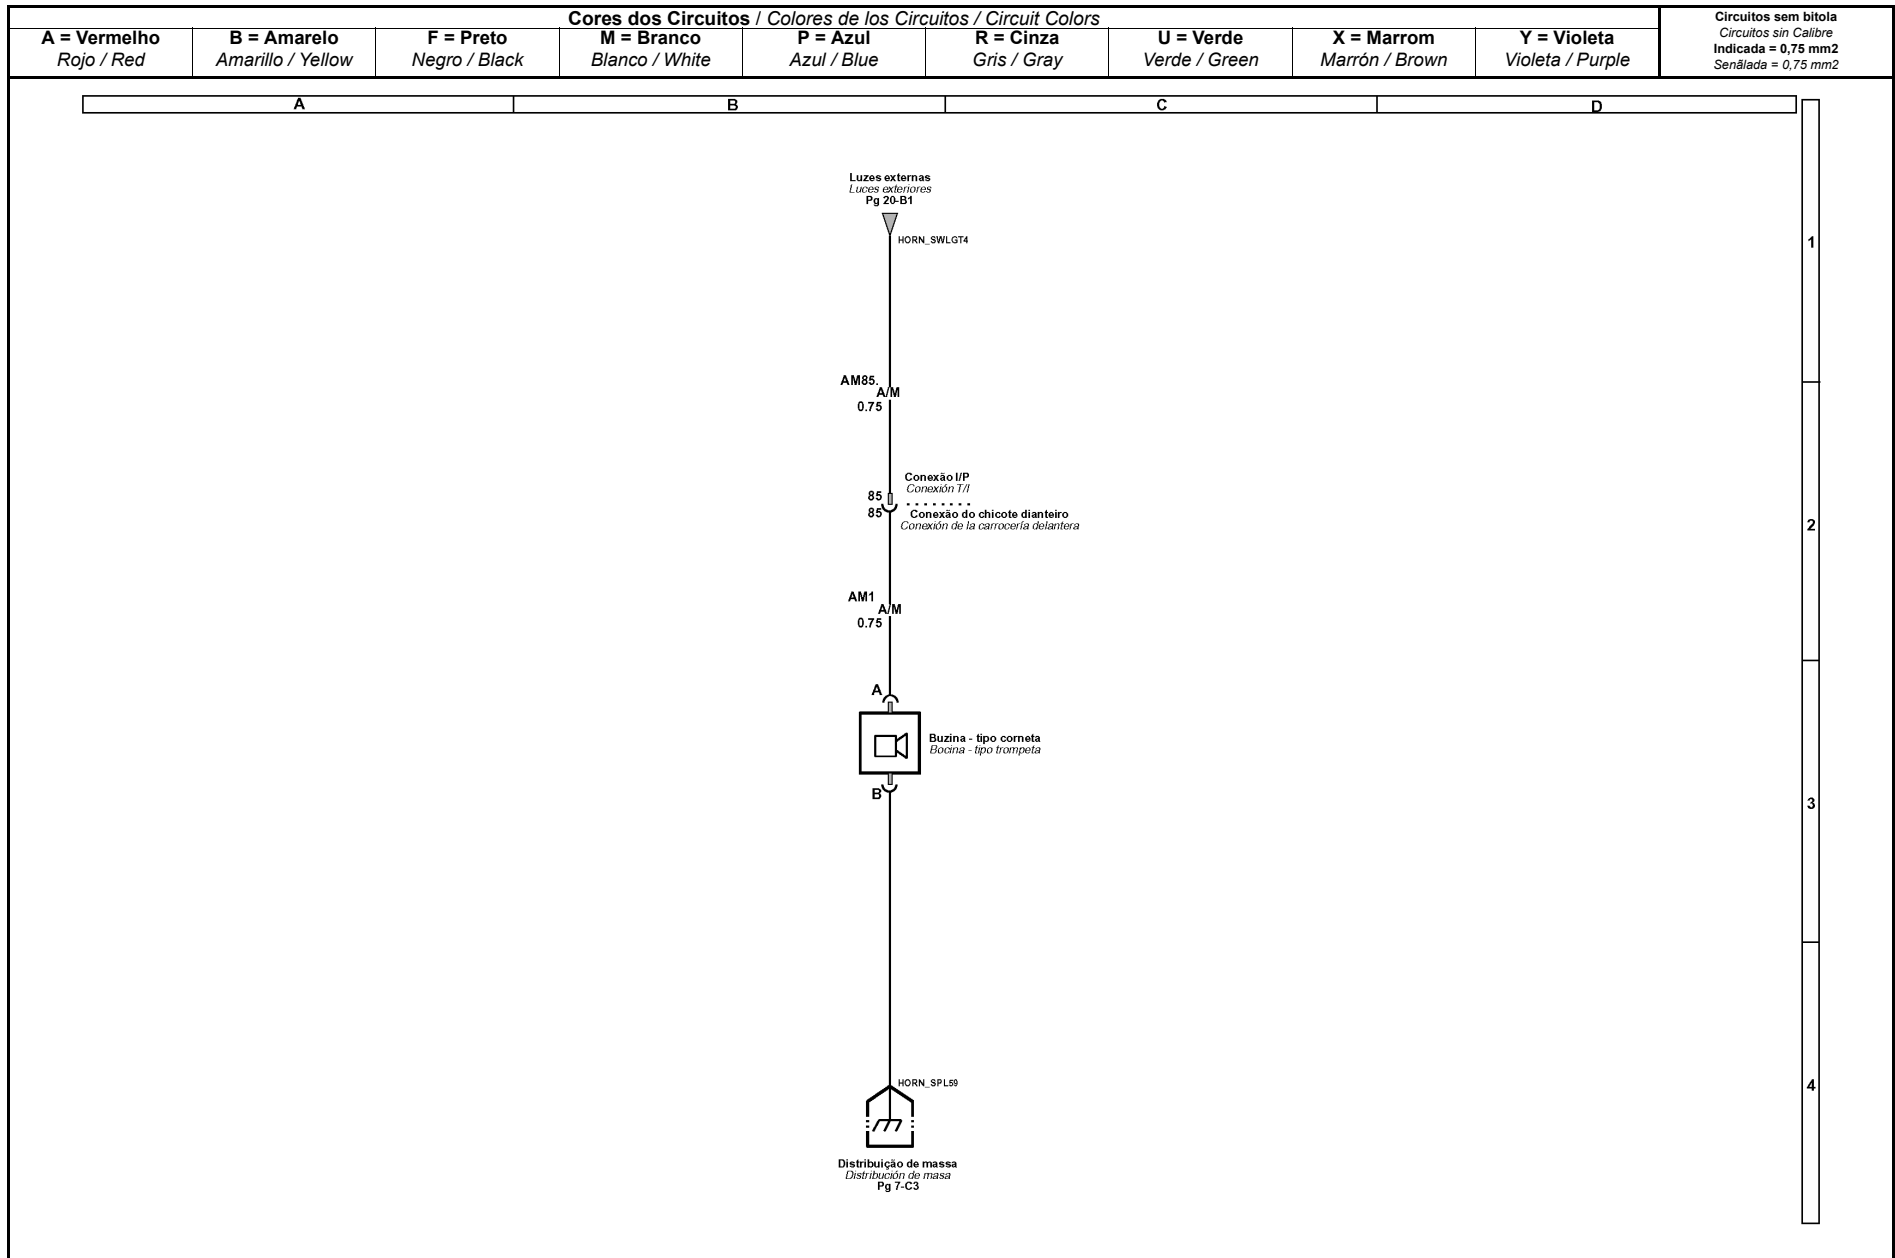 Cores dos Circuitos / Colores de los Circuitos / Circuit Colors
A = Vermelho
Rojo / Red
B = Amarelo
Amarillo / Yellow
F = Preto
Negro / Black
M = Branco
Blanco / White
P = Azul
Azul / Blue
R = Cinza
Gris / Gray
U = Verde
Verde / Green
X = Marrom
Marrón / Brown
Y = Violeta
Violeta / Purple
Circuitos sem bitola
Circuitos sin Calibre
Indicada = 0,75 mm2
Senãlada = 0,75 mm2
A B C D
Luzes externas
Luces exteriores
Pg 20-B1
HORN_SWLGT4
1
AM85.
A/M
0.75
Conexão I/P
Conexión T/I
85
85
Conexão do chicote dianteiro
Conexión de la carrocería delantera
2
AM1
A/M
0.75
A
Buzina - tipo corneta
Bocina - tipo trompeta
B
3
HORN_SPL59
4
Distribuição de massa
Distribución de masa
Pg 7-C3